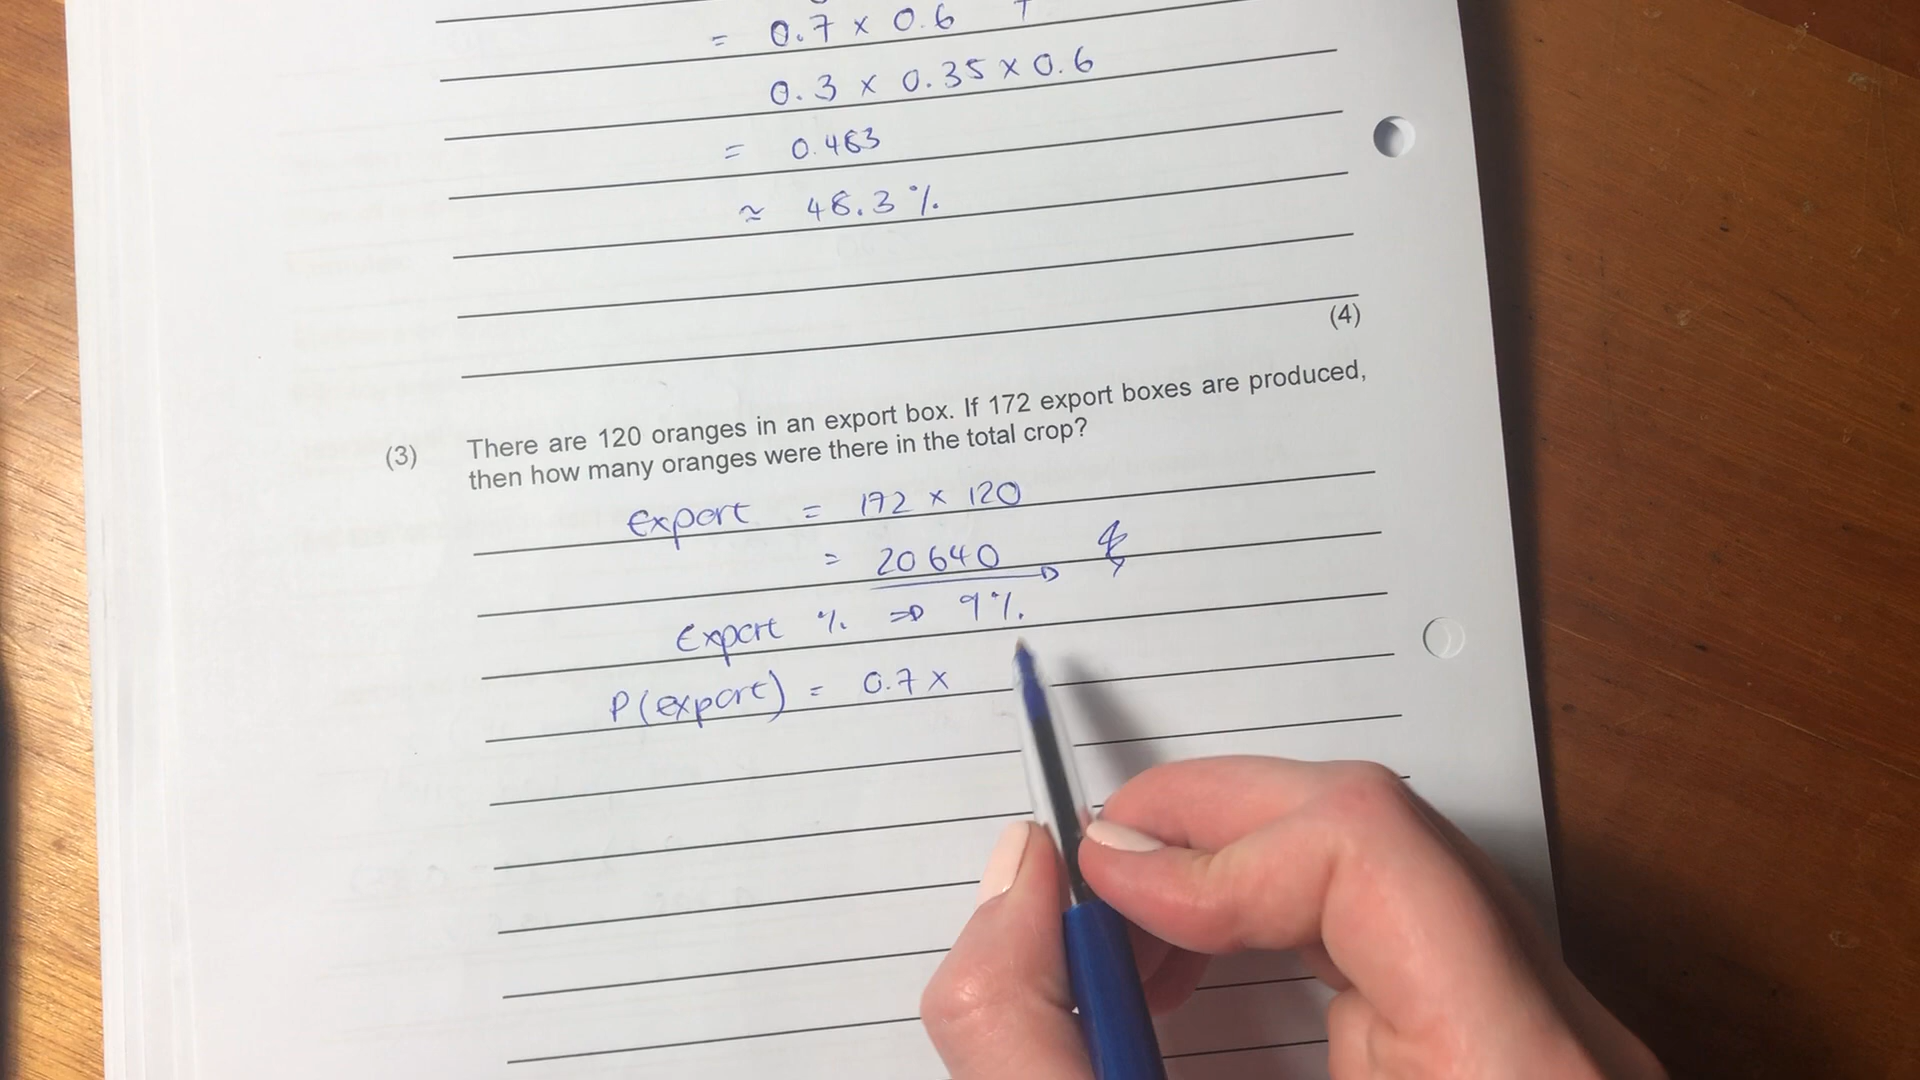 = 0.7 × 0.6 +
0.3 × 0.35 × 0.6
= 0.483
≈ 48.3%
(4)
(3) There are 120 oranges in an export box. If 172 export boxes are produced,
then how many oranges were there in the total crop?
Export = 172 × 120
= 20640
Export % ⇒ 9%
P(export) = 0.7 ×